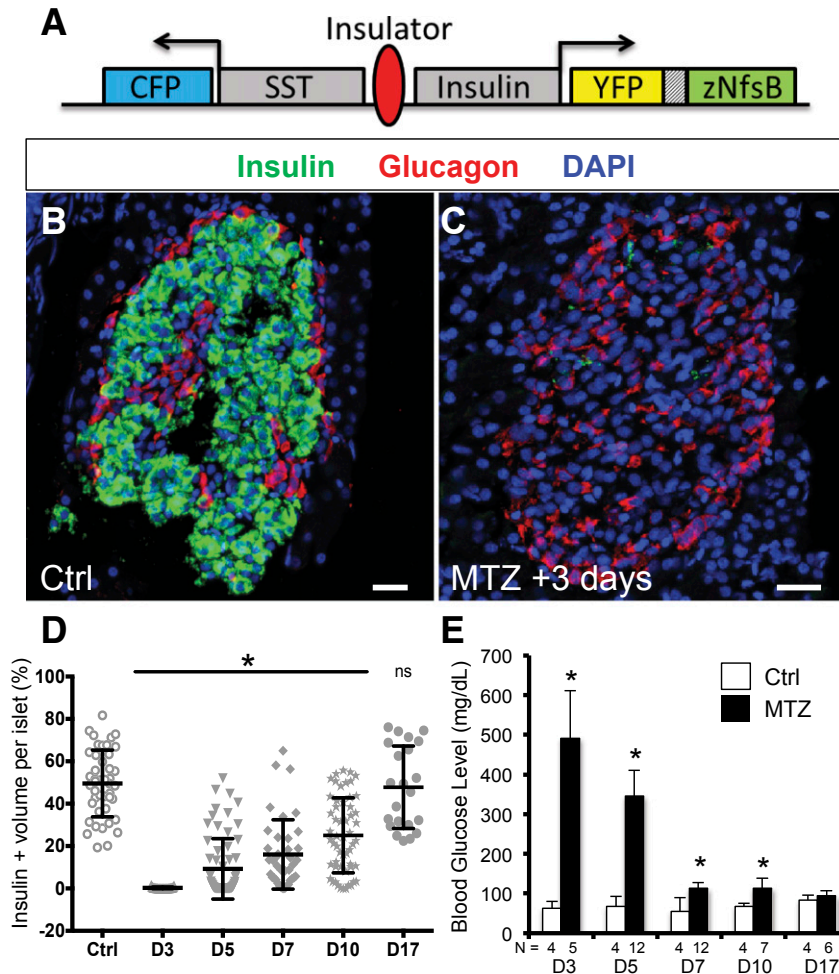 A
Insulator
CFP SST Insulin YFP zNfsB
Insulin Glucagon DAPI
B
Ctrl
C
MTZ +3 days
D
Insulin + volume per islet (%)
100
80
60
40
20
0
-20
*
ns
Ctrl D3 D5 D7 D10 D17
E
Blood Glucose Level (mg/dL)
700
600
500
400
300
200
100
0
Ctrl
MTZ
* * * *
N = 4 5 4 12 4 12 4 7 4 6
D3 D5 D7 D10 D17